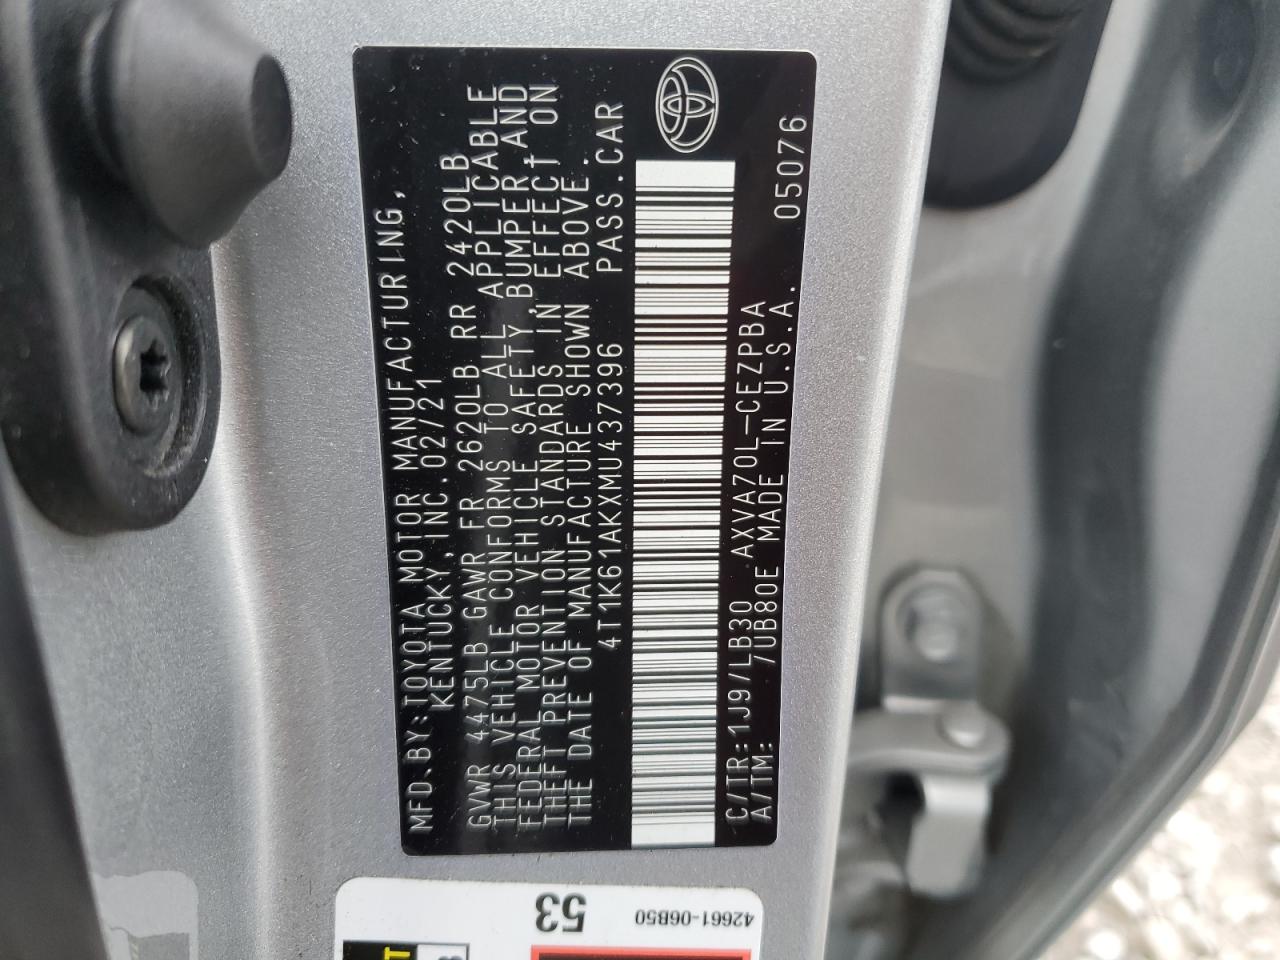 MFD.BY:TOYOTA MOTOR MANUFACTURING,
KENTUCKY,INC.02/21
GVWR 4475LB GAWR FR 2620LB RR 2420LB
THIS VEHICLE CONFORMS TO ALL APPLICABLE
FEDERAL MOTOR VEHICLE SAFETY,BUMPER,AND
THEFT PREVENTION STANDARDS IN EFFECT ON
THE DATE OF MANUFACTURE SHOWN ABOVE.
4T1K61AKXMU437396 PASS.CAR
C/TR:1J9/LB30 AXVA70L-CEZPBA 05076
A/TM: /UB80E MADE IN U.S.A.
53
42661-06B50